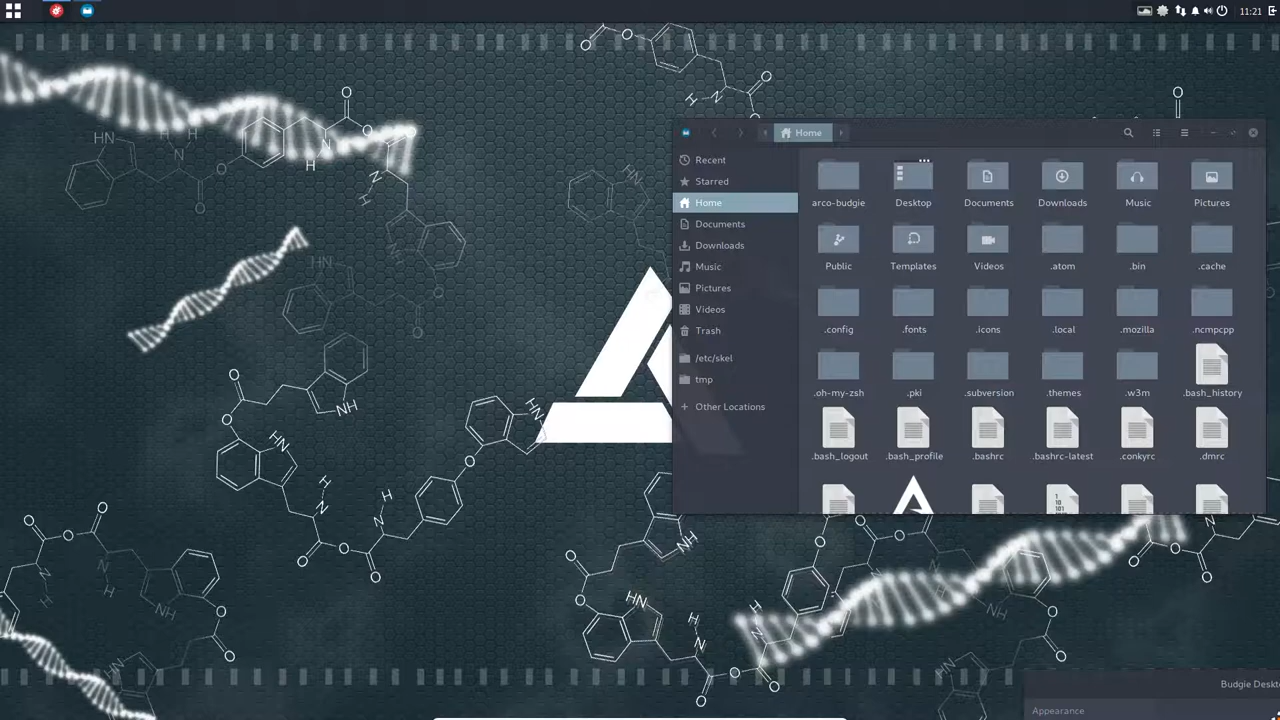 11:21
Home
Recent
Starred
Home
Documents
Downloads
Music
Pictures
Videos
Trash
/etc/skel
tmp
Other Locations
arco-budgie Desktop Documents Downloads Music Pictures
Public Templates Videos .atom .bin .cache
.config .fonts .icons .local .mozilla .ncmpcpp
.oh-my-zsh .pki .subversion .themes .w3m .bash_history
.bash_logout .bash_profile .bashrc .bashrc-latest .conkyrc .dmrc
Budgie Deskt
Appearance